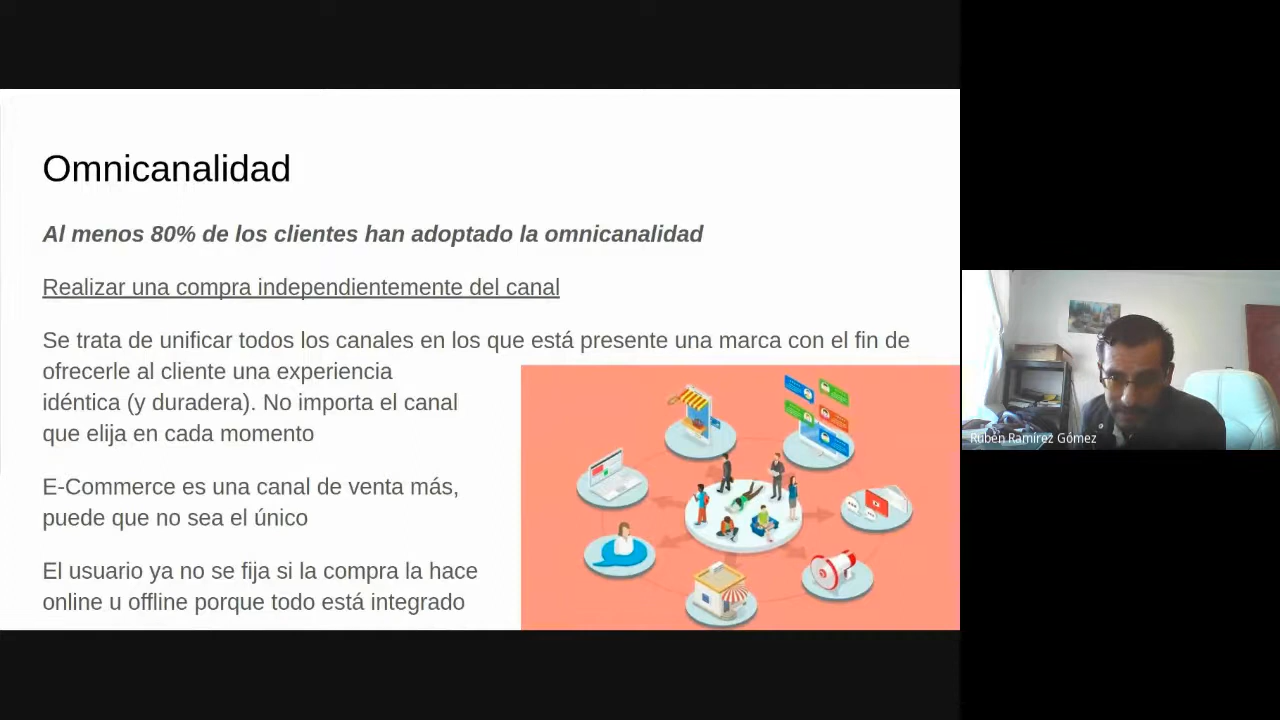 Omnicanalidad
Al menos 80% de los clientes han adoptado la omnicanalidad
Realizar una compra independientemente del canal
Se trata de unificar todos los canales en los que está presente una marca con el fin de
ofrecerle al cliente una experiencia
idéntica (y duradera). No importa el canal
que elija en cada momento
E-Commerce es una canal de venta más,
puede que no sea el único
El usuario ya no se fija si la compra la hace
online u offline porque todo está integrado
Rubén Ramírez Gómez